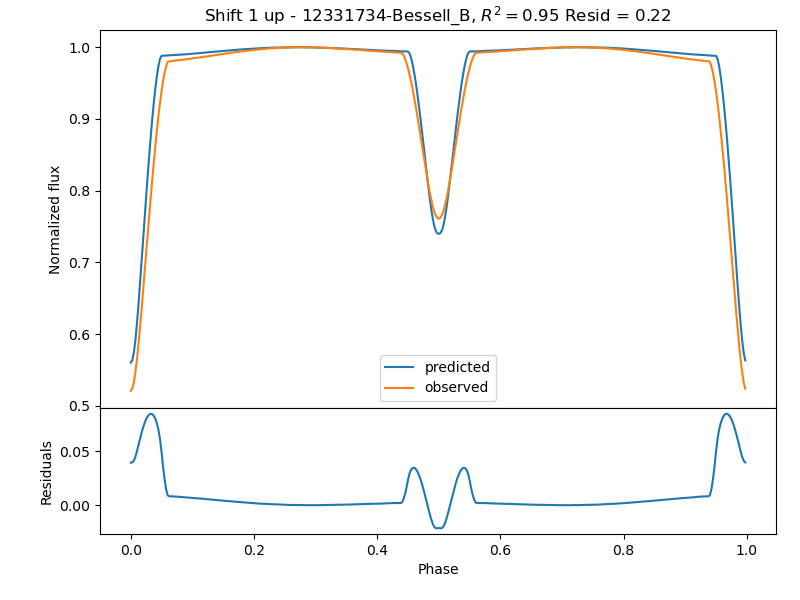 Shift 1 up - 12331734-Bessell_B, $R^2 = 0.95$ Resid = 0.22
1.0
0.9
0.8
0.7
0.6
0.5
Normalized flux
predicted
observed
0.05
0.00
Residuals
0.0 0.2 0.4 0.6 0.8 1.0
Phase